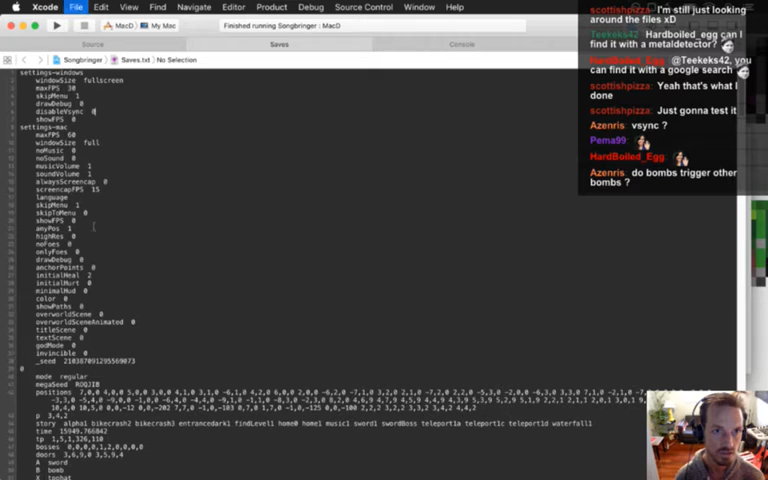 Xcode File Edit View Find Navigate Editor Product Debug Source Control Window Help
MacD My Mac
Finished running Songbringer : MacD
Source
Saves
Console
Songbringer Saves.txt No Selection
settings-windows
windowSize fullscreen
maxFPS 30
skipMenu 1
drawDebug 0
disableVsync 0
showFPS 0
settings-mac
maxFPS 60
windowSize full
noMusic 0
noSound 0
musicVolume 1
soundVolume 1
alwaysScreencap 0
screencapFPS 15
language
skipMenu 1
skipToMenu 0
showFPS 0
anyPos 1
highRes 0
noFoes 0
onlyFoes 0
drawDebug 0
anchorPoints 0
initialHeal 2
initialHurt 0
minimalHud 0
color 0
showPaths 0
overworldScene 0
overworldSceneAnimated 0
titleScene 0
textScene 0
godMode 0
invincible 0
_seed 2103870912955569073
0
mode regular
megaSeed ROQJIB
positions
p 3,4,2
story alpha1 bikecrash2 bikecrash3 entrancedark1 findLevel1 home0 home1 music1 sword1 swordBoss teleport1a teleport1c teleport1d waterfall1
time 15949.766842
tp 1,5,1,326,110
bosses 0,0,0,0,1,2,0,0,0,0
doors 3,6,9,0 3,5,9,4
A sword
B bomb
X tophat
scottishpizza: I'm still just looking
around the files xD
Teekeks42: Hardboiled_egg can I
find it with a metaldetector?
HardBoiled_Egg: @Teekeks42, you
can find it with a google search
scottishpizza: Yeah that's what I
done
scottishpizza: Just gonna test it
Azenris: vsync ?
Pema99:
HardBoiled_Egg:
Azenris: do bombs trigger other
bombs ?